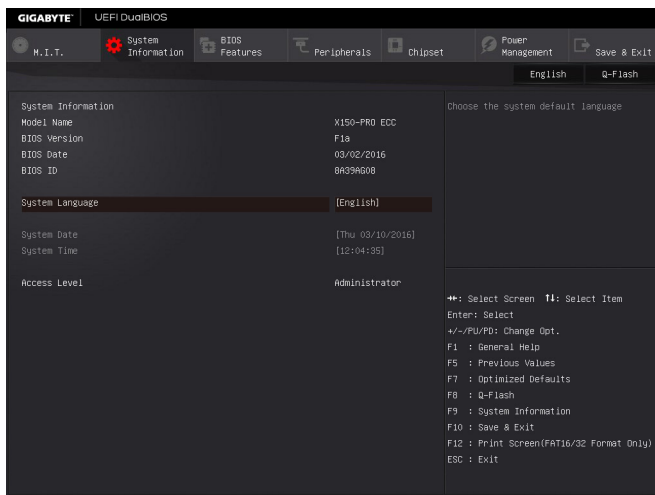 GIGABYTE™ UEFI DualBIOS
M.I.T. System Information BIOS Features Peripherals Chipset Power Management Save & Exit
English Q-Flash
System Information
Model Name X150-PRO ECC
BIOS Version F1a
BIOS Date 03/02/2016
BIOS ID 8A39AG08
System Language [English]
System Date [Thu 03/10/2016]
System Time [12:04:35]
Access Level Administrator
Choose the system default language
→←: Select Screen ↑↓: Select Item
Enter: Select
+/-/PU/PD: Change Opt.
F1 : General Help
F5 : Previous Values
F7 : Optimized Defaults
F8 : Q-Flash
F9 : System Information
F10 : Save & Exit
F12 : Print Screen(FAT16/32 Format Only)
ESC : Exit